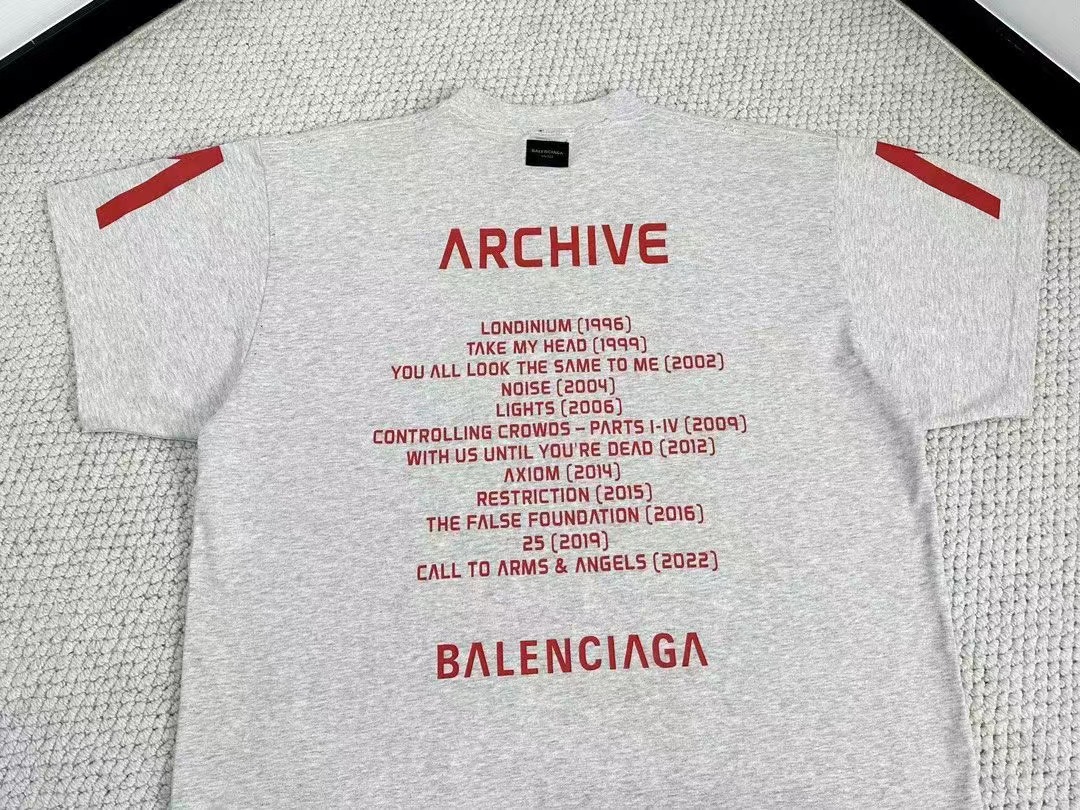 BALENCIAGA
ARCHIVE
LONDINIUM (1996)
TAKE MY HEAD (1999)
YOU ALL LOOK THE SAME TO ME (2002)
NOISE (2004)
LIGHTS (2006)
CONTROLLING CROWDS – PARTS I-IV (2009)
WITH US UNTIL YOU'RE DEAD (2012)
AXIOM (2014)
RESTRICTION (2015)
THE FALSE FOUNDATION (2016)
25 (2019)
CALL TO ARMS & ANGELS (2022)
BALENCIAGA